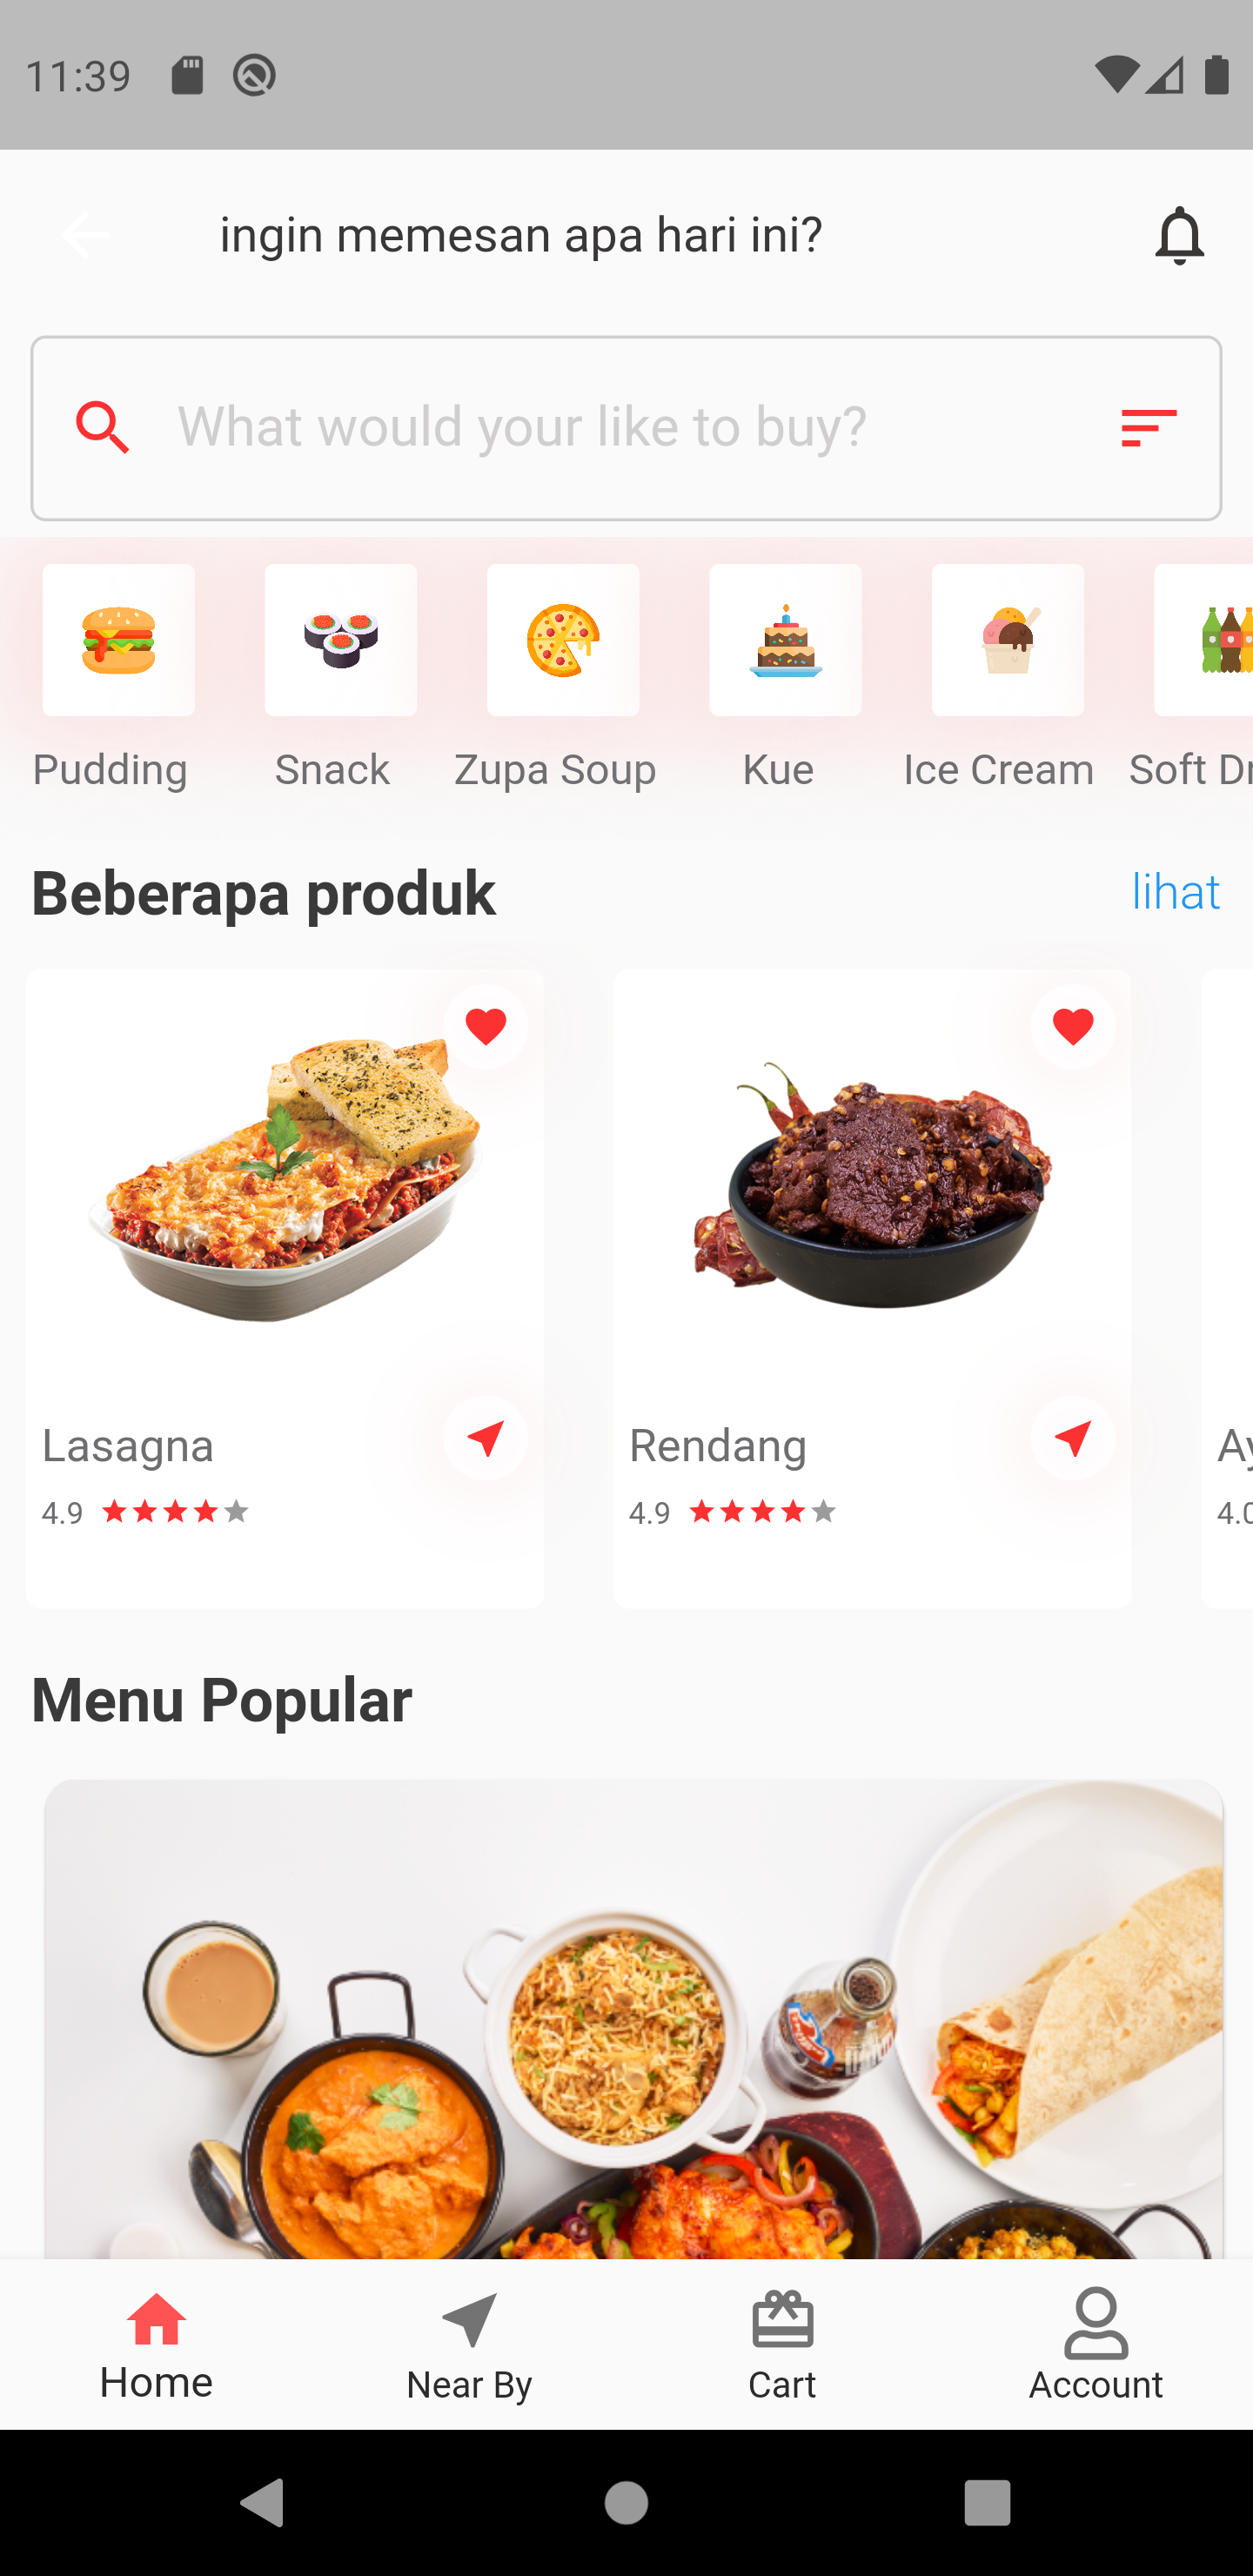 11:39
ingin memesan apa hari ini?
What would your like to buy?
Pudding Snack Zupa Soup Kue Ice Cream Soft Dr
Beberapa produk lihat
Lasagna Rendang Ay
4.9 4.9 4.0
Menu Popular
Home Near By Cart Account